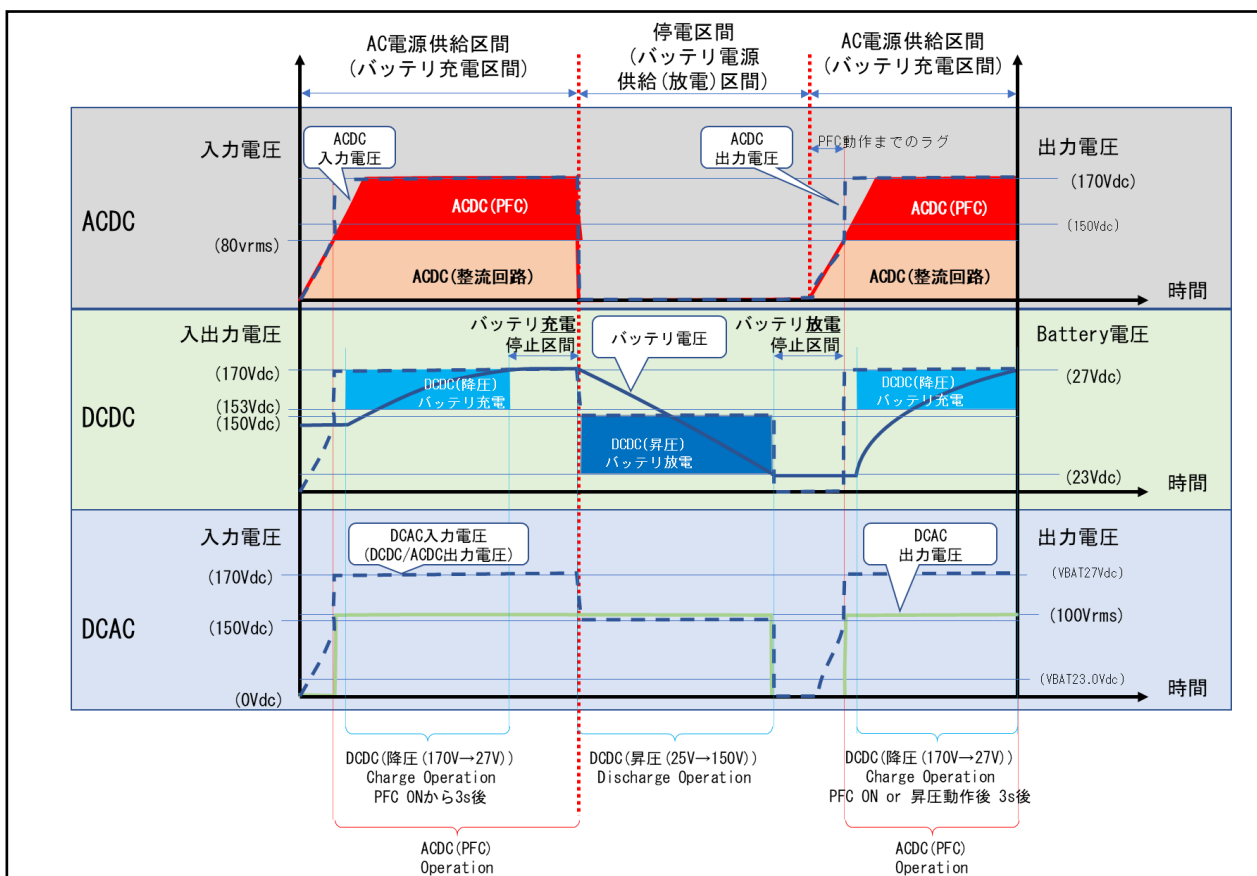 AC電源供給区間
(バッテリ充電区間)
停電区間
(バッテリ電源
供給(放電)区間)
AC電源供給区間
(バッテリ充電区間)
ACDC
入力電圧
ACDC
入力電圧
ACDC
出力電圧
PFC動作までのラグ
出力電圧
(170Vdc)
(150Vdc)
(80vrms)
ACDC(PFC)
ACDC(整流回路)
ACDC(PFC)
ACDC(整流回路)
時間
DCDC
入出力電圧
バッテリ充電
停止区間
バッテリ電圧
バッテリ放電
停止区間
Battery電圧
(170Vdc)
(153Vdc)
(150Vdc)
DCDC(降圧)
バッテリ充電
DCDC(昇圧)
バッテリ放電
DCDC(降圧)
バッテリ充電
(27Vdc)
(23Vdc)
時間
DCAC
入力電圧
DCAC入力電圧
(DCDC/ACDC出力電圧)
DCAC
出力電圧
出力電圧
(170Vdc)
(150Vdc)
(0Vdc)
(VBAT27Vdc)
(100Vrms)
(VBAT23.0Vdc)
時間
DCDC(降圧(170V→27V))
Charge Operation
PFC ONから3s後
DCDC(昇圧(25V→150V))
Discharge Operation
DCDC(降圧(170V→27V))
Charge Operation
PFC ON or 昇圧動作後 3s後
ACDC(PFC)
Operation
ACDC(PFC)
Operation